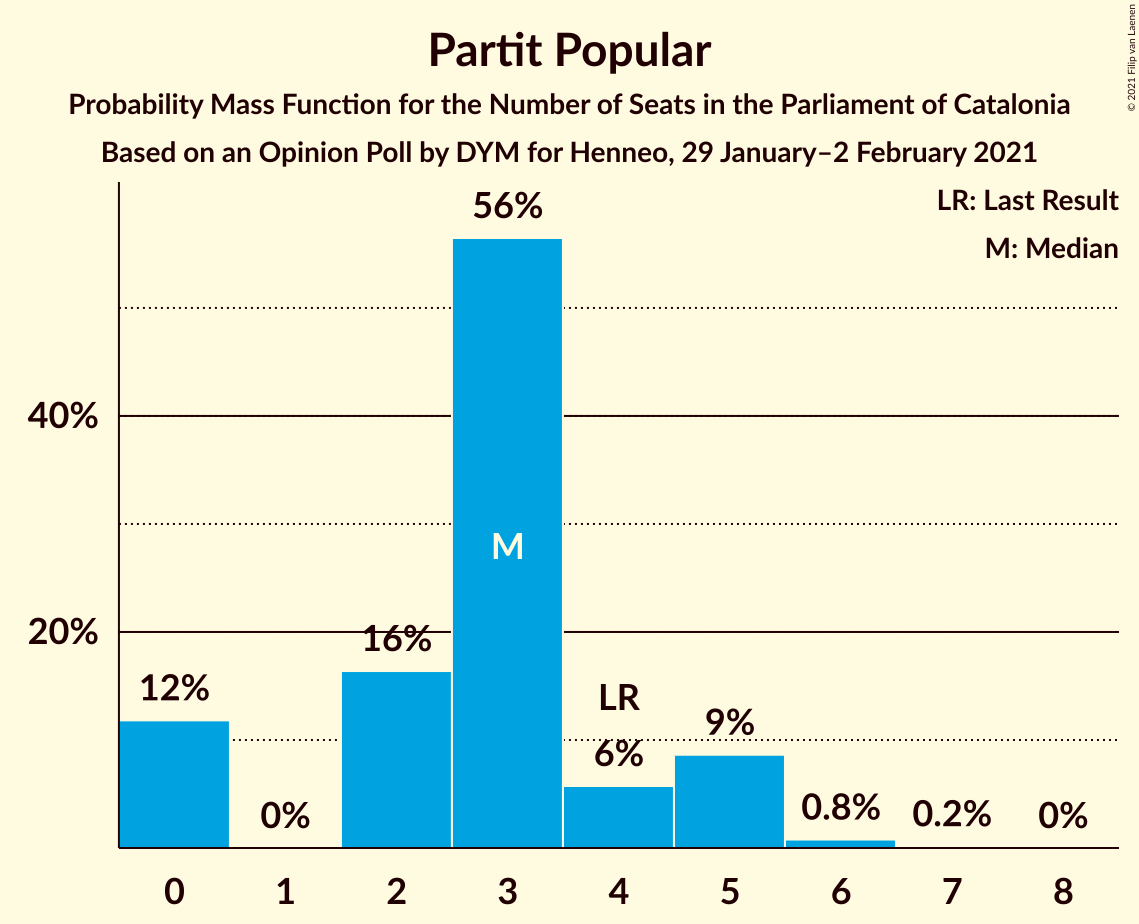 Partit Popular
Probability Mass Function for the Number of Seats in the Parliament of Catalonia
Based on an Opinion Poll by DYM for Henneo, 29 January–2 February 2021
© 2021 Filip van Laenen
LR: Last Result
M: Median
56%
40%
M
20%
16%
12%
LR
9%
6%
0%
0.8%
0.2%
0%
0 1 2 3 4 5 6 7 8